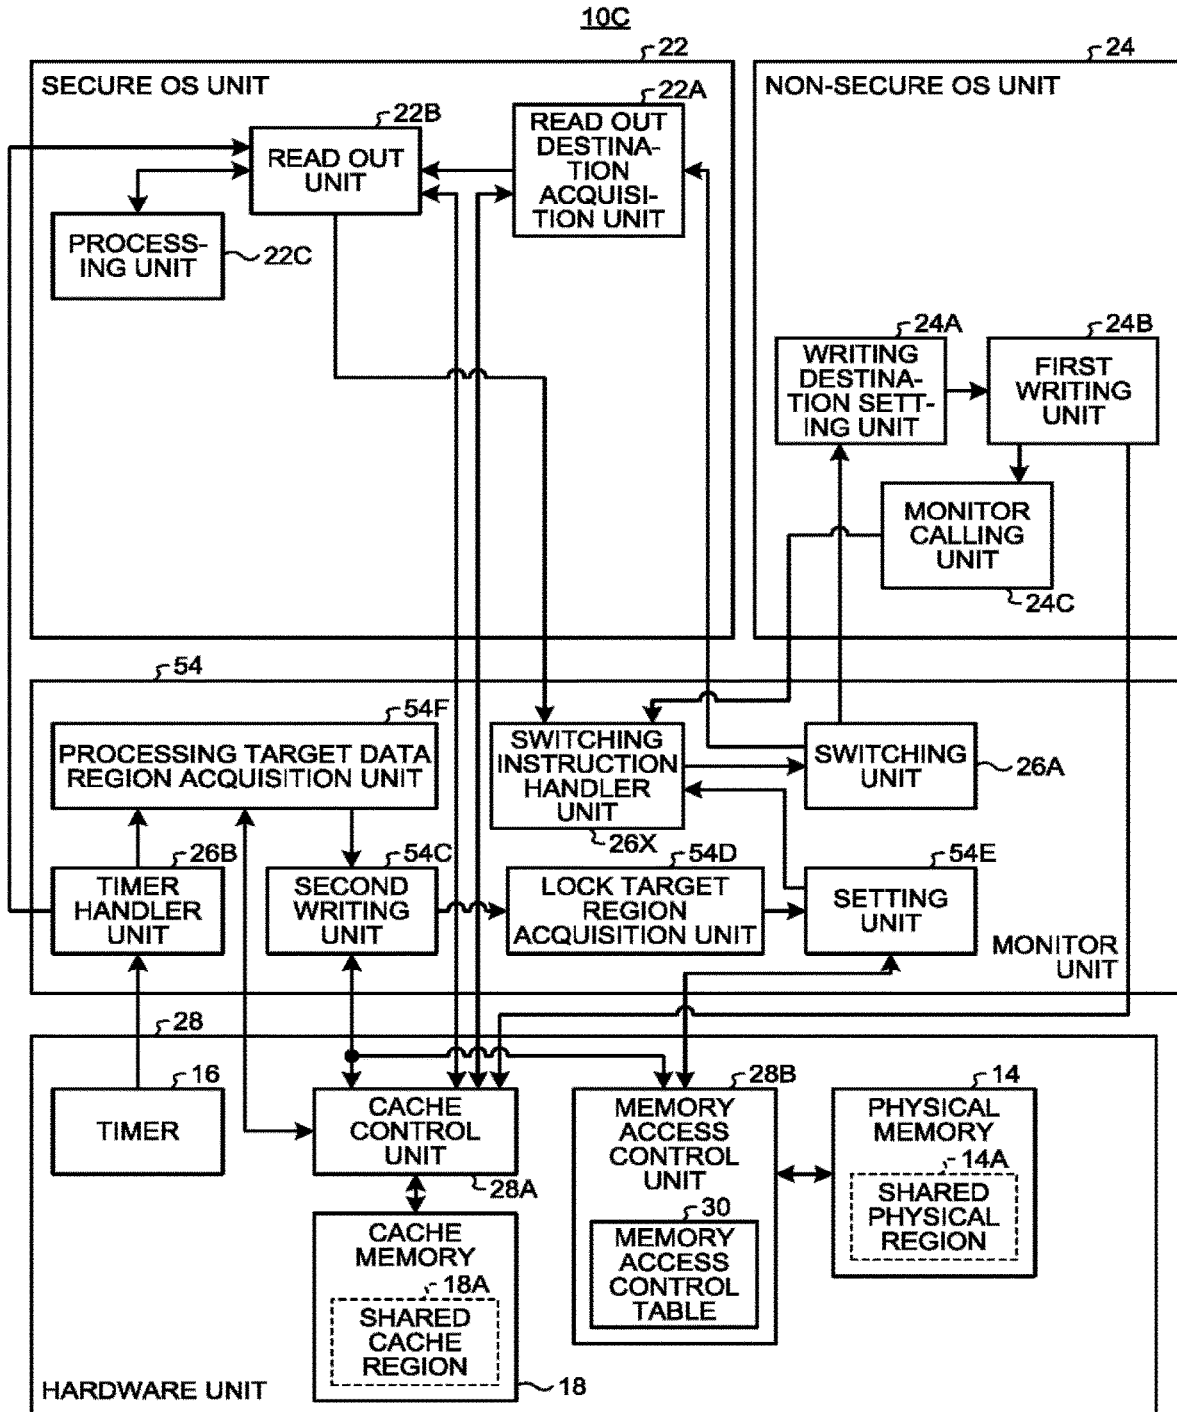 10C
22
24
SECURE OS UNIT
NON-SECURE OS UNIT
22A
22B
READ OUT
DESTINA-
TION
ACQUISI-
TION UNIT
READ OUT
UNIT
PROCESS-
ING UNIT
22C
24A
24B
WRITING
DESTINA-
TION SETT-
ING UNIT
FIRST
WRITING
UNIT
MONITOR
CALLING
UNIT
24C
54
54F
PROCESSING TARGET DATA
REGION ACQUISITION UNIT
SWITCHING
INSTRUCTION
HANDLER
UNIT
26X
SWITCHING
UNIT
26A
26B
TIMER
HANDLER
UNIT
54C
SECOND
WRITING
UNIT
54D
LOCK TARGET
REGION
ACQUISITION UNIT
54E
SETTING
UNIT
MONITOR
UNIT
28
16
TIMER
CACHE
CONTROL
UNIT
28A
28B
MEMORY
ACCESS
CONTROL
UNIT
30
MEMORY
ACCESS
CONTROL
TABLE
14
PHYSICAL
MEMORY
14A
SHARED
PHYSICAL
REGION
CACHE
MEMORY
18A
SHARED
CACHE
REGION
18
HARDWARE UNIT